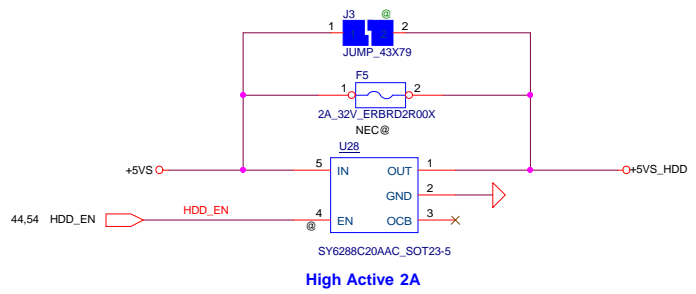 J3 @
1 1 2 2
JUMP_43X79
F5
1 2
2A_32V_ERBRD2R00X
NEC@
U28
+5VS 5 IN OUT 1 +5VS_HDD
GND 2
44,54 HDD_EN HDD_EN 4 EN OCB 3
@
SY6288C20AAC_SOT23-5
High Active 2A